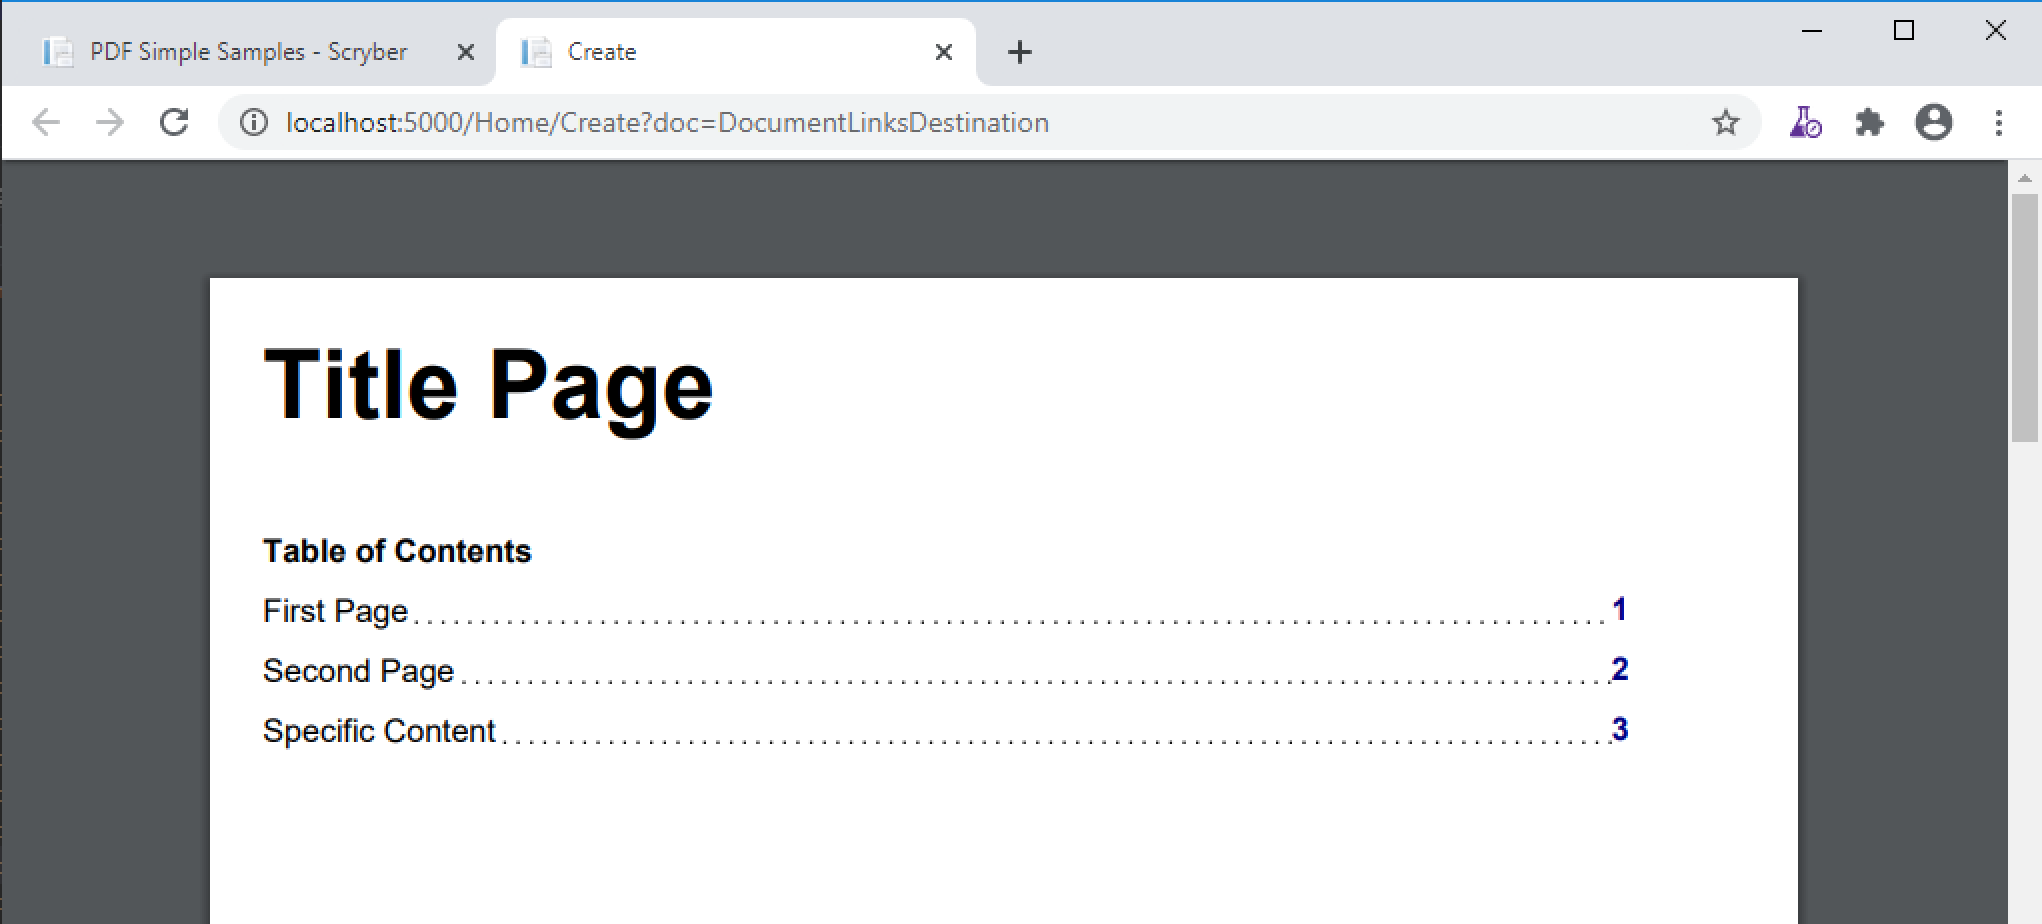 PDF Simple Samples - Scryber
Create
localhost:5000/Home/Create?doc=DocumentLinksDestination
Title Page
Table of Contents
First Page ........................................................................................... 1
Second Page ....................................................................................... 2
Specific Content .................................................................................... 3